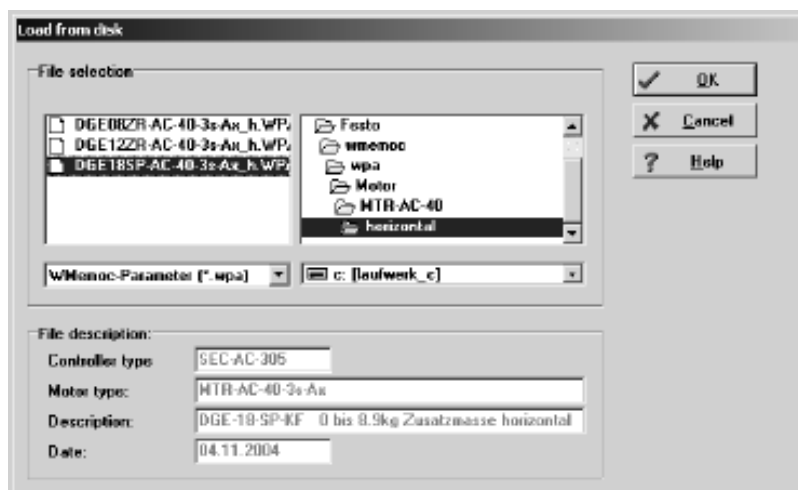 Load from disk
File selection
DGE08ZR-AC-40-3s-Ax_h.WPA
DGE12ZR-AC-40-3s-Ax_h.WPA
DGE18SP-AC-40-3s-Ax_h.WPA
Festo
wmemoc
wpa
Motor
MTR-AC-40
horizontal
WMemoc-Parameter (*.wpa)
c: [laufwerk_c]
OK
Cancel
Help
File description:
Controller type
SEC-AC-305
Motor type:
MTR-AC-40-3s-Ax
Description:
DGE-18-SP-KF 0 bis 8.9kg Zusatzmasse horizontal
Date:
04.11.2004